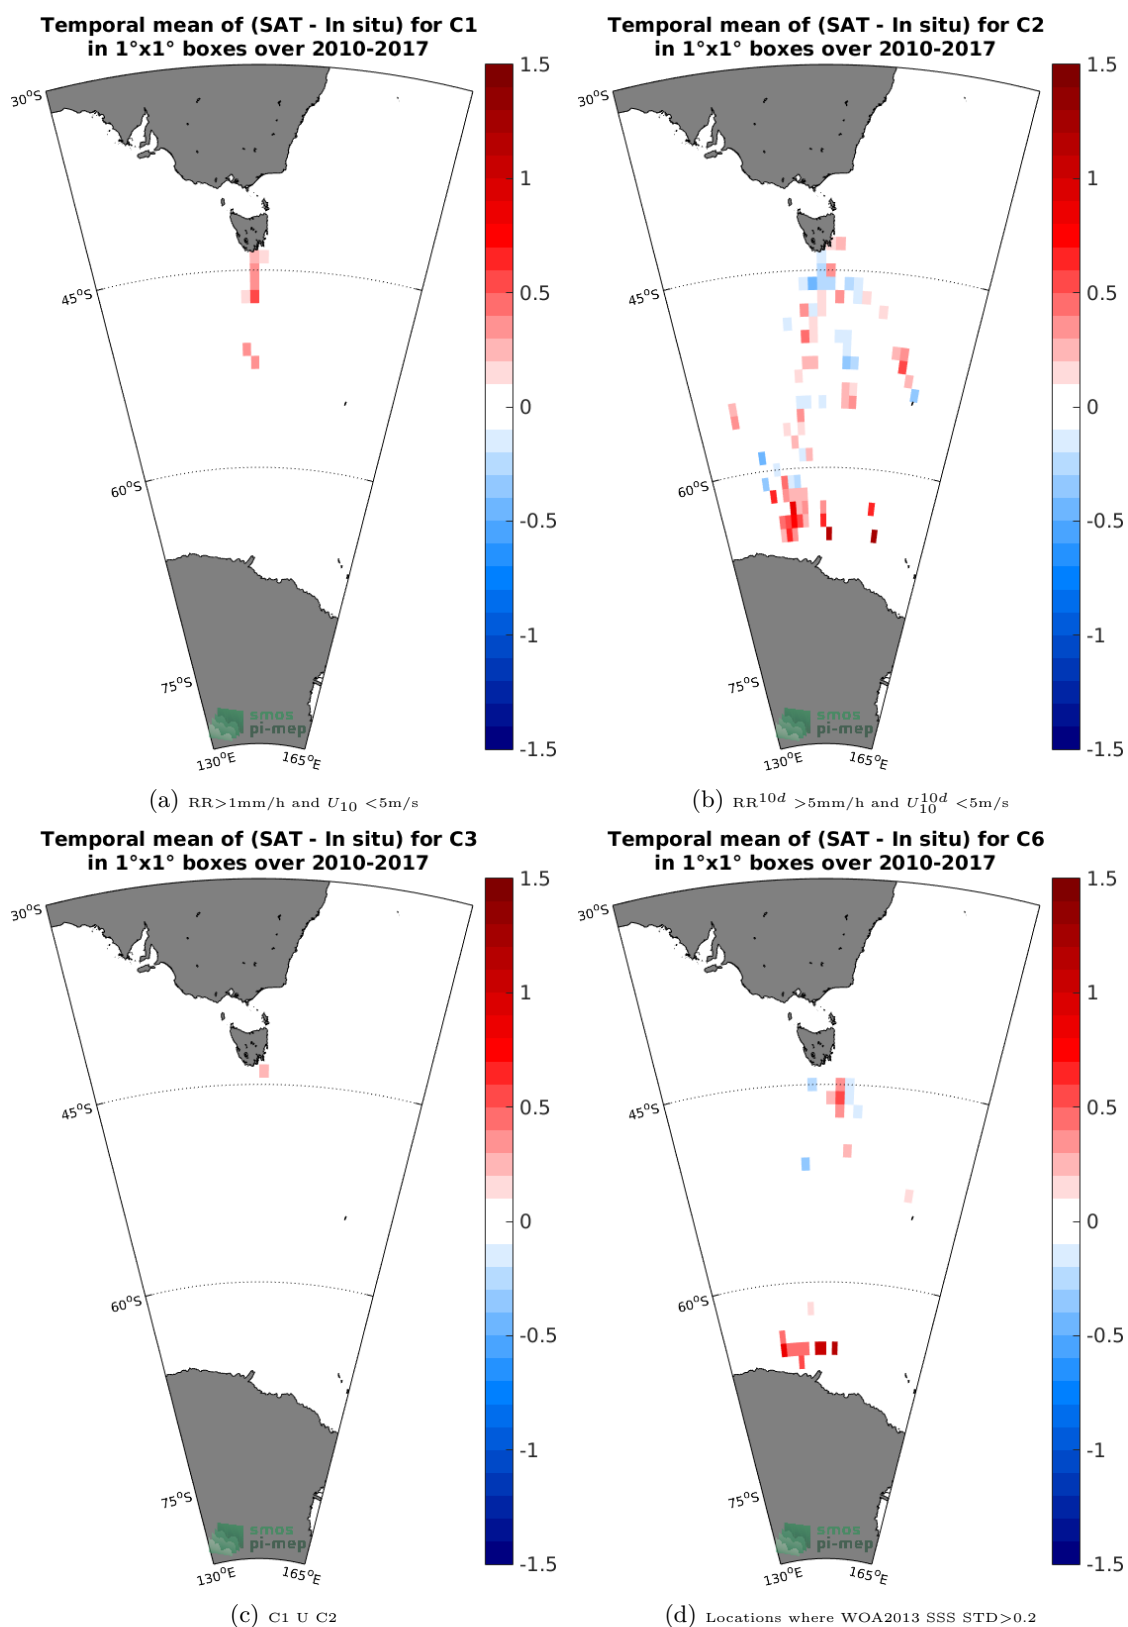 Temporal mean of (SAT - In situ) for C1
in 1°x1° boxes over 2010-2017
30°S
45°S
60°S
75°S
130°E
165°E
1.5
1
0.5
0
-0.5
-1
-1.5
smos
pi-mep
(a) RR>1mm/h and U10 <5m/s
Temporal mean of (SAT - In situ) for C2
in 1°x1° boxes over 2010-2017
30°S
45°S
60°S
75°S
130°E
165°E
1.5
1
0.5
0
-0.5
-1
-1.5
smos
pi-mep
(b) RR10d >5mm/h and U10d10 <5m/s
Temporal mean of (SAT - In situ) for C3
in 1°x1° boxes over 2010-2017
30°S
45°S
60°S
75°S
130°E
165°E
1.5
1
0.5
0
-0.5
-1
-1.5
smos
pi-mep
(c) C1 U C2
Temporal mean of (SAT - In situ) for C6
in 1°x1° boxes over 2010-2017
30°S
45°S
60°S
75°S
130°E
165°E
1.5
1
0.5
0
-0.5
-1
-1.5
smos
pi-mep
(d) Locations where WOA2013 SSS STD>0.2